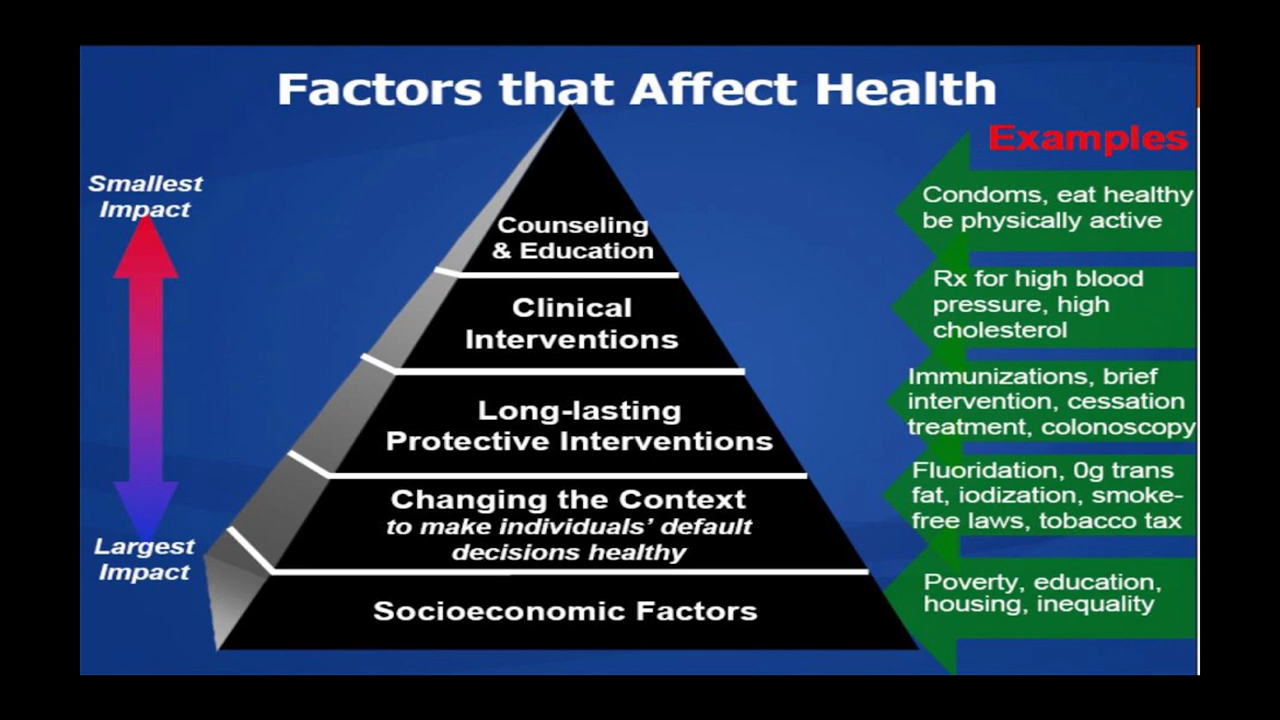 Factors that Affect Health
Examples
Smallest
Impact
Largest
Impact
Counseling
& Education
Clinical
Interventions
Long-lasting
Protective Interventions
Changing the Context
to make individuals’ default
decisions healthy
Socioeconomic Factors
Condoms, eat healthy
be physically active
Rx for high blood
pressure, high
cholesterol
Immunizations, brief
intervention, cessation
treatment, colonoscopy
Fluoridation, 0g trans
fat, iodization, smoke-
free laws, tobacco tax
Poverty, education,
housing, inequality